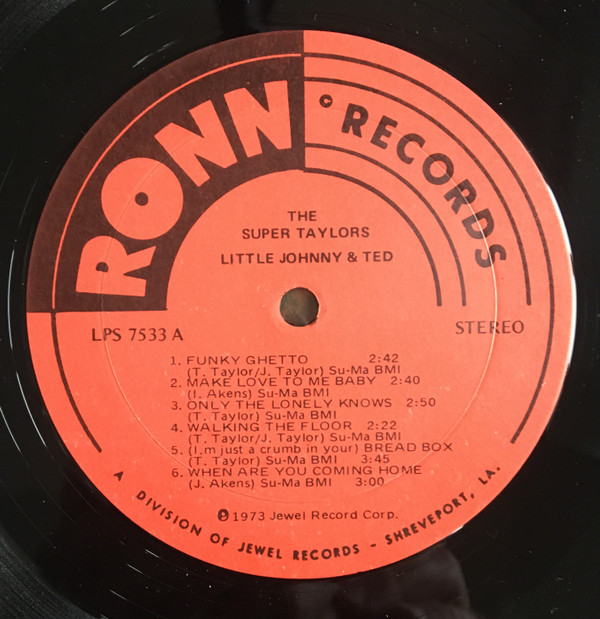 RONN
© RECORDS
THE
SUPER TAYLORS
LITTLE JOHNNY & TED
LPS 7533 A
STEREO
1. FUNKY GHETTO 2:42
(T. Taylor/J. Taylor) Su-Ma BMI
2. MAKE LOVE TO ME BABY 2:40
(I. Akens) Su-Ma BMI
3. ONLY THE LONELY KNOWS 2:50
(T. Taylor) Su-Ma BMI
4. WALKING THE FLOOR 2:22
(T. Taylor/J. Taylor) Su-Ma BMI
5. (I,m just a crumb in your) BREAD BOX
(T. Taylor) Su-Ma BMI 3:45
6. WHEN ARE YOU COMING HOME
(J. Akens) Su-Ma BMI 3:00
℗ 1973 Jewel Record Corp.
A DIVISION OF JEWEL RECORDS - SHREVEPORT, LA.